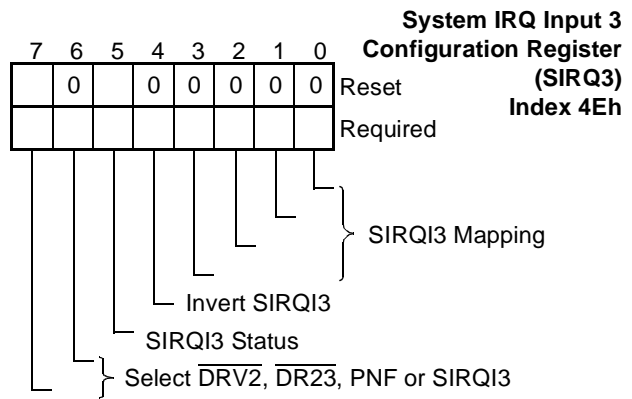 System IRQ Input 3
Configuration Register
(SIRQ3)
Index 4Eh
7 6 5 4 3 2 1 0
0 0 0 0 0 0 Reset
Required
SIRQI3 Mapping
Invert SIRQI3
SIRQI3 Status
Select DRV2, DR23, PNF or SIRQI3